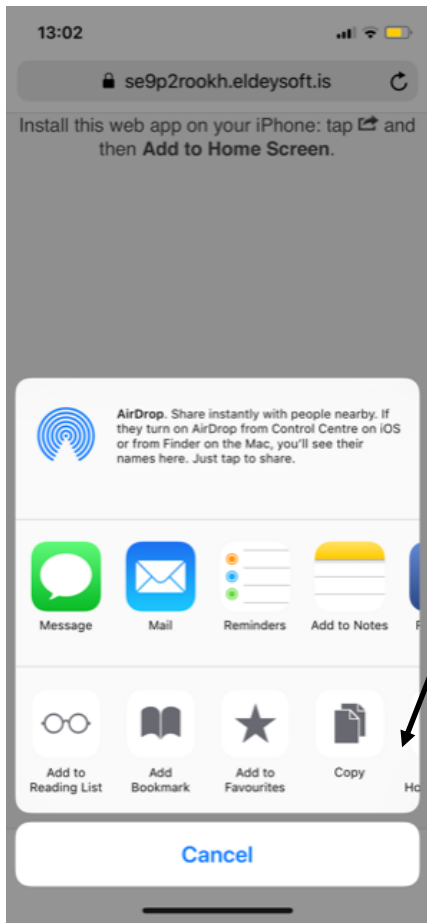 13:02
se9p2rookh.eldeysoft.is
Install this web app on your iPhone: tap and
then Add to Home Screen.
AirDrop. Share instantly with people nearby. If
they turn on AirDrop from Control Centre on iOS
or from Finder on the Mac, you'll see their
names here. Just tap to share.
Message Mail Reminders Add to Notes
Add to Reading List
Add Bookmark
Add to Favourites
Copy
Cancel